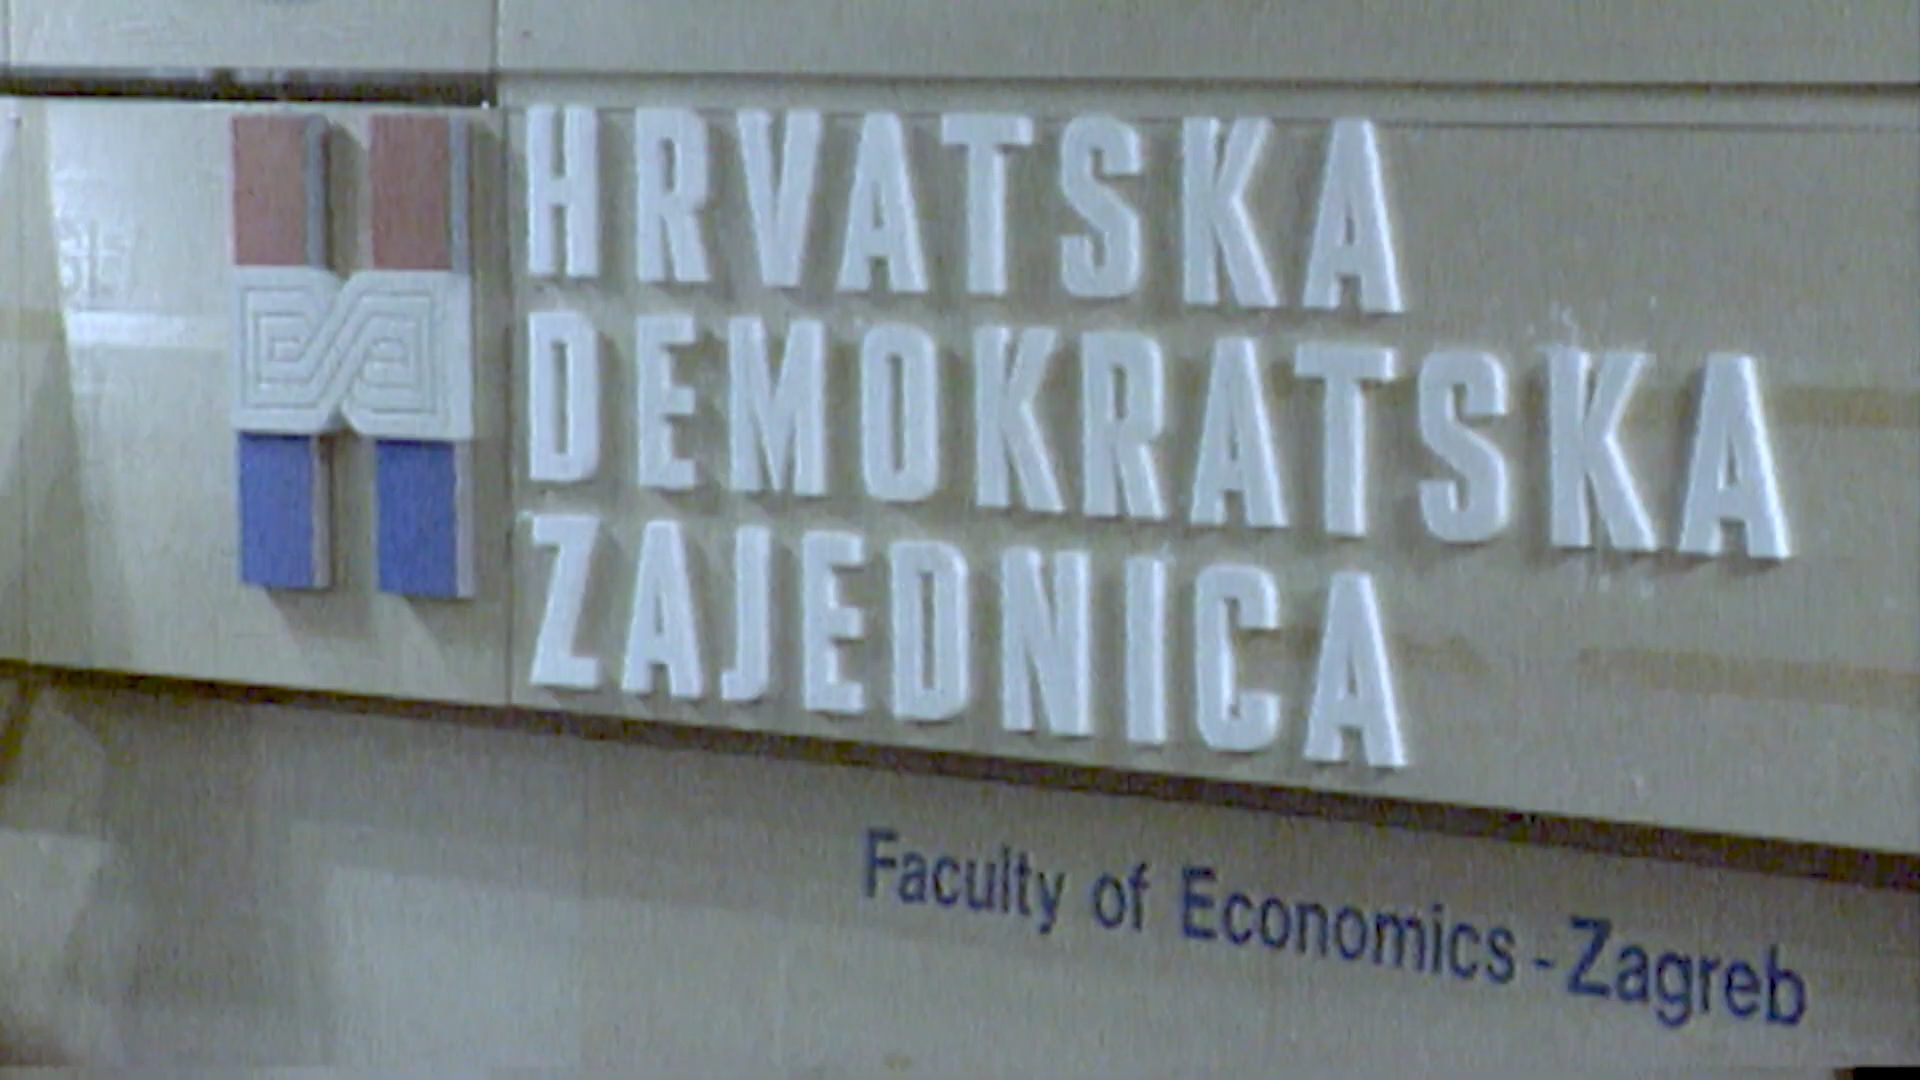 HRVATSKA
DEMOKRATSKA
ZAJEDNICA
Faculty of Economics - Zagreb